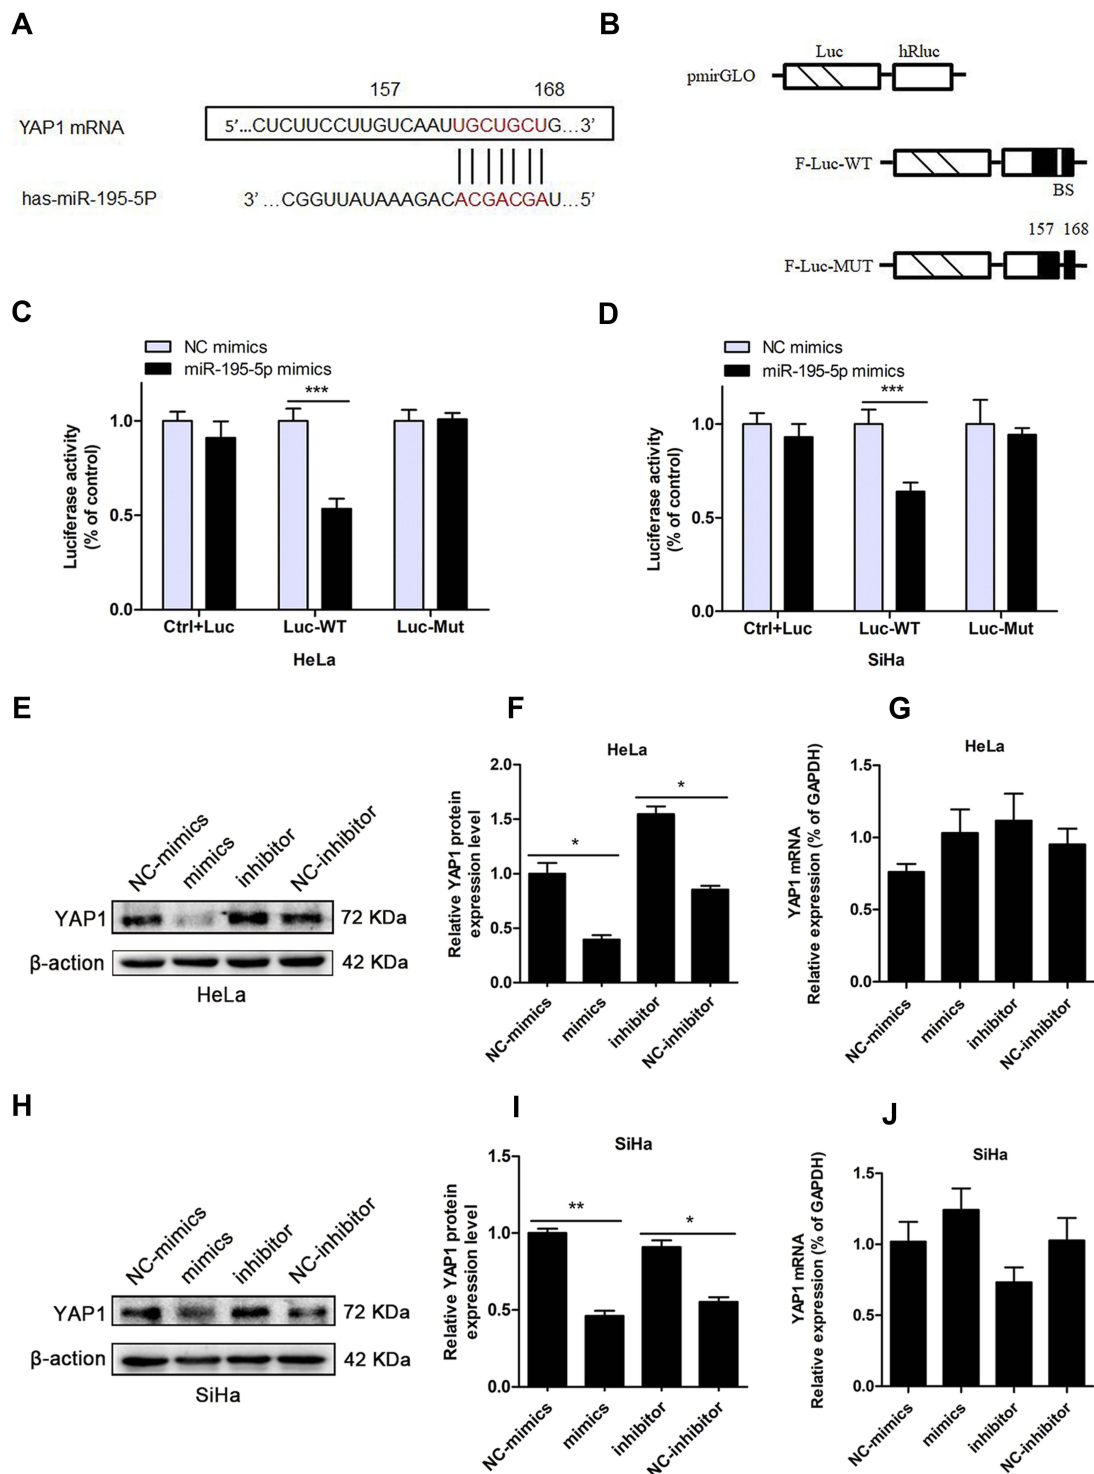 A
157 168
YAP1 mRNA
5'...CUCUUCCUUGUCAAUUGCUGCUG...3'
has-miR-195-5P
3' ...CGGUUAUAAAGACACGACGAU...5'
B
Luc hRluc
pmirGLO
F-Luc-WT
BS
157 168
F-Luc-MUT
C
NC mimics
miR-195-5p mimics
***
Luciferase activity
(% of control)
1.0
0.5
0.0
Ctrl+Luc Luc-WT Luc-Mut
HeLa
D
NC mimics
miR-195-5p mimics
***
Luciferase activity
(% of control)
1.0
0.5
0.0
Ctrl+Luc Luc-WT Luc-Mut
SiHa
E
NC-mimics mimics inhibitor NC-inhibitor
YAP1 72 KDa
β-action 42 KDa
HeLa
F
HeLa
Relative YAP1 protein
expression level
2.0
1.5
1.0
0.5
0.0
* *
NC-mimics mimics inhibitor NC-inhibitor
G
HeLa
YAP1 mRNA
Relative expression (% of GAPDH)
1.5
1.0
0.5
0.0
NC-mimics mimics inhibitor NC-inhibitor
H
NC-mimics mimics inhibitor NC-inhibitor
YAP1 72 KDa
β-action 42 KDa
SiHa
I
SiHa
Relative YAP1 protein
expression level
1.5
1.0
0.5
0.0
** *
NC-mimics mimics inhibitor NC-inhibitor
J
SiHa
YAP1 mRNA
Relative expression (% of GAPDH)
1.5
1.0
0.5
0.0
NC-mimics mimics inhibitor NC-inhibitor